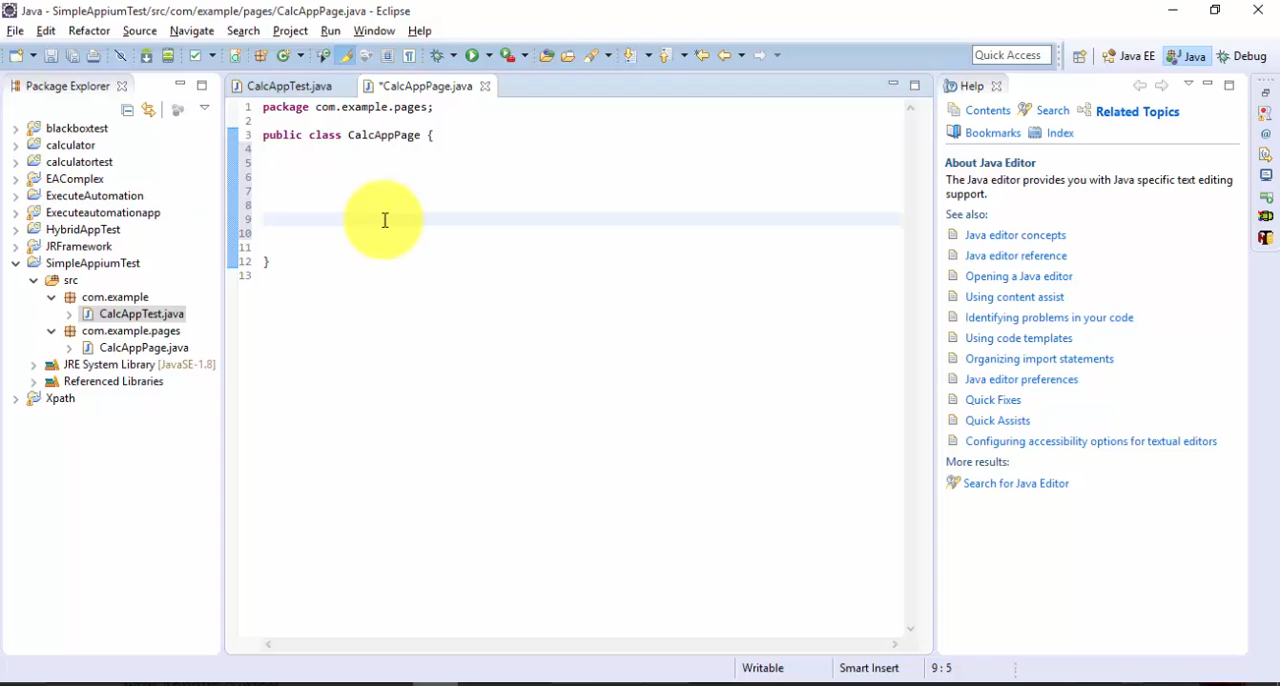 Java - SimpleAppiumTest/src/com/example/pages/CalcAppPage.java - Eclipse
File Edit Refactor Source Navigate Search Project Run Window Help
Quick Access
Java EE
Java
Debug
Package Explorer
blackboxtest
calculator
calculatortest
EAComplex
ExecuteAutomation
Executeautomationapp
HybridAppTest
JRFramework
SimpleAppiumTest
src
com.example
CalcAppTest.java
com.example.pages
CalcAppPage.java
JRE System Library [JavaSE-1.8]
Referenced Libraries
Xpath
CalcAppTest.java
*CalcAppPage.java
1 package com.example.pages;
2
3 public class CalcAppPage {
4
5
6
7
8
9
10
11
12 }
13
Help
Contents Search Related Topics
Bookmarks Index
About Java Editor
The Java editor provides you with Java specific text editing
support.
See also:
Java editor concepts
Java editor reference
Opening a Java editor
Using content assist
Identifying problems in your code
Using code templates
Organizing import statements
Java editor preferences
Quick Fixes
Quick Assists
Configuring accessibility options for textual editors
More results:
Search for Java Editor
Writable
Smart Insert
9 : 5